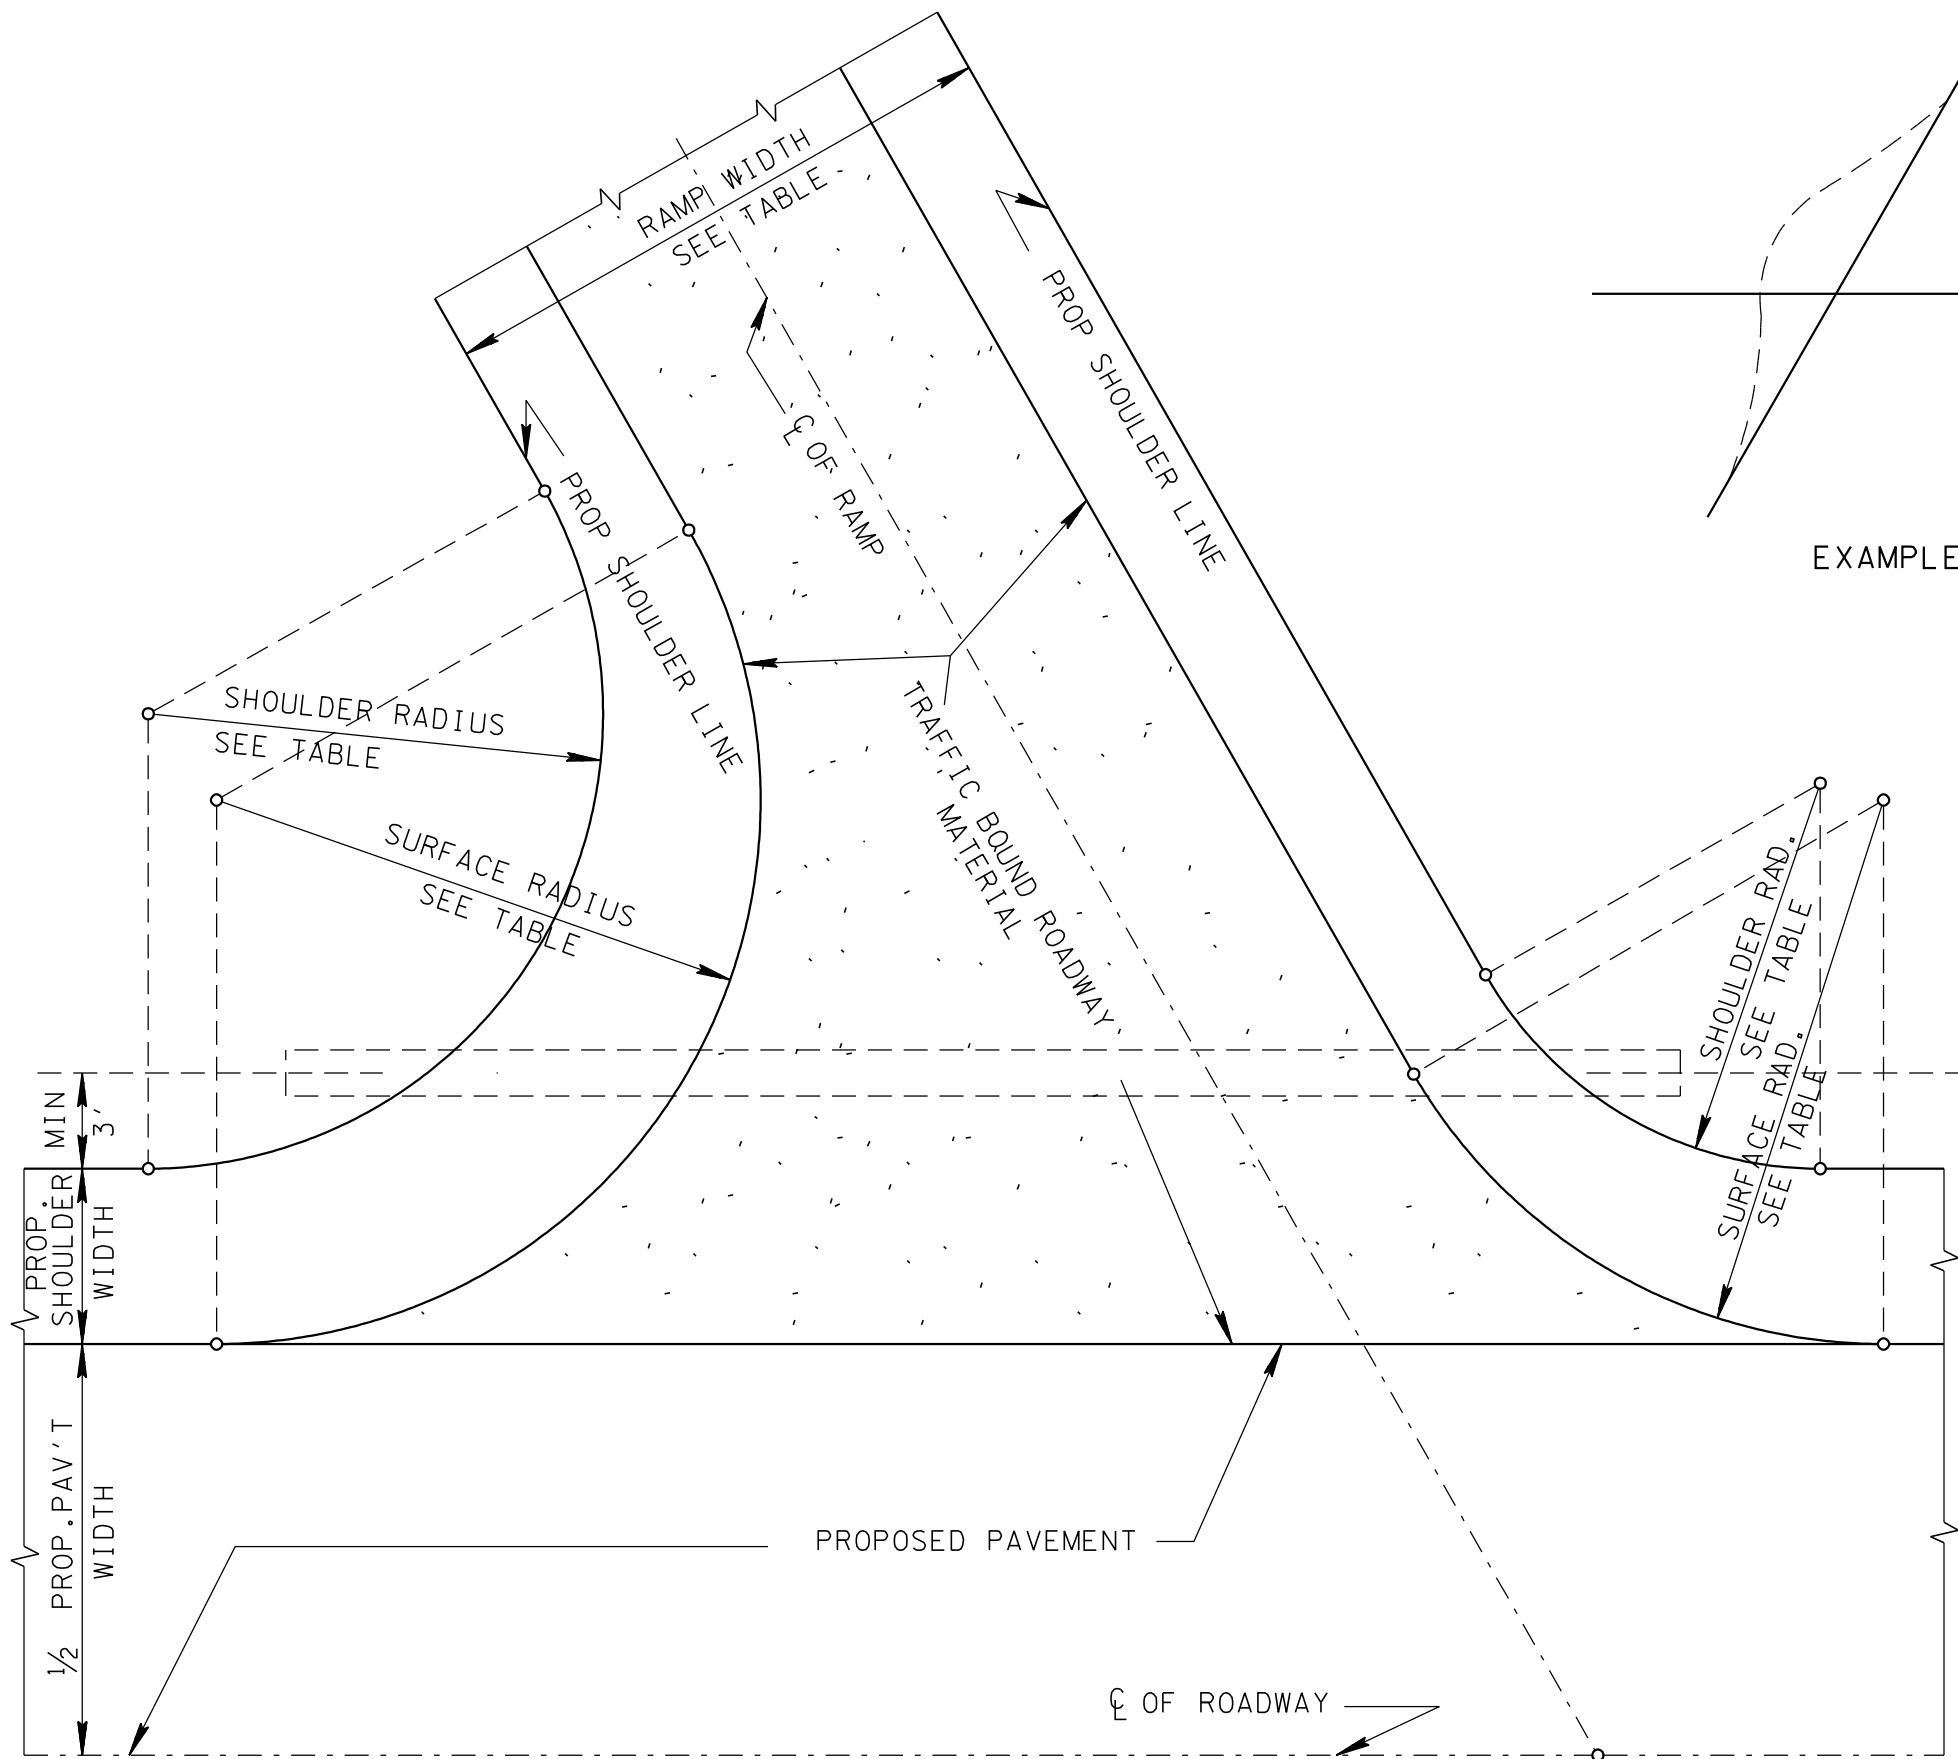 RAMP WIDTH
SEE TABLE
PROP SHOULDER LINE
℄ OF RAMP
PROP SHOULDER LINE
EXAMPLE
SHOULDER RADIUS
SEE TABLE
SURFACE RADIUS
SEE TABLE
TRAFFIC BOUND ROADWAY
MATERIAL
SHOULDER RAD.
SEE TABLE
SURFACE RAD.
SEE TABLE
MIN
3'
PROP.
SHOULDER
WIDTH
½ PROP. PAV'T
WIDTH
PROPOSED PAVEMENT
℄ OF ROADWAY